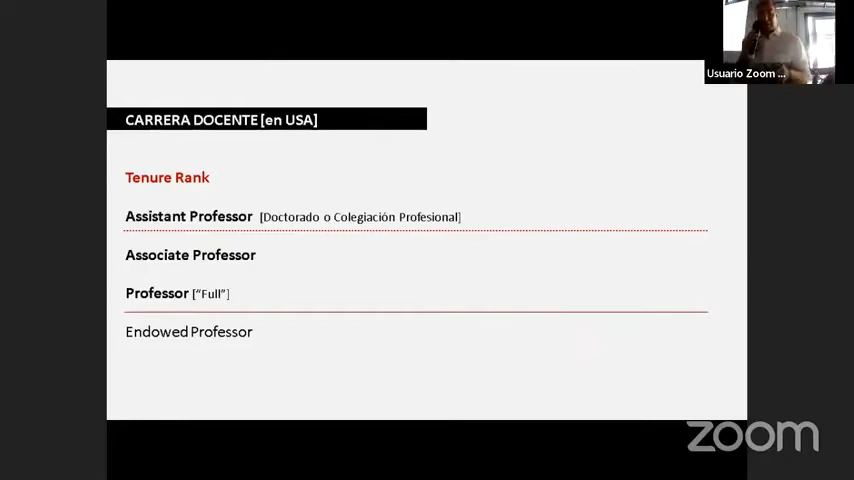 Usuario Zoom ...
CARRERA DOCENTE [en USA]
Tenure Rank
Assistant Professor [Doctorado o Colegiación Profesional]
Associate Professor
Professor [“Full”]
Endowed Professor
zoom